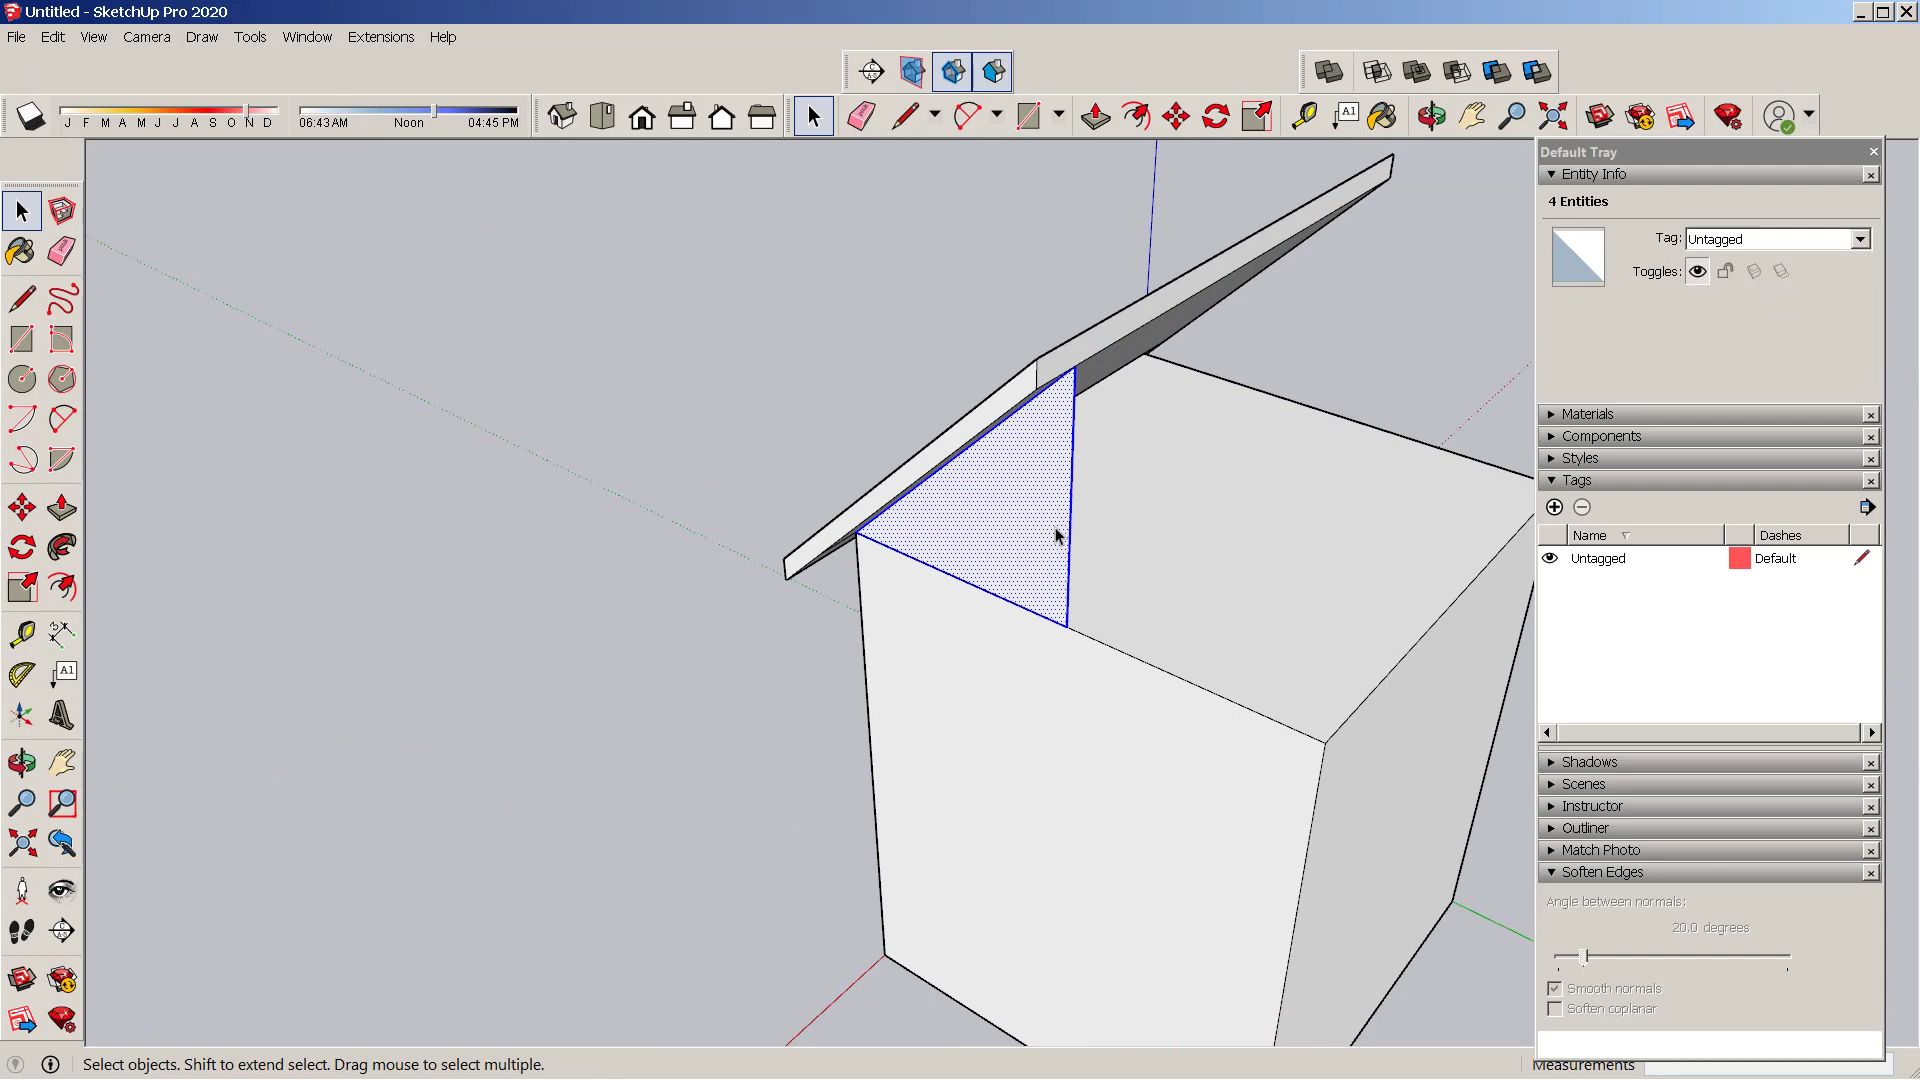 Untitled - SketchUp Pro 2020
File Edit View Camera Draw Tools Window Extensions Help
J F M A M J J A S O N D
06:43 AM Noon 04:45 PM
A1
Default Tray
Entity Info
4 Entities
Tag: Untagged
Toggles:
Materials
Components
Styles
Tags
Name Dashes
Untagged Default
A1
Shadows
Scenes
Instructor
Outliner
Match Photo
Soften Edges
Angle between normals:
20.0 degrees
Smooth normals
Soften coplanar
Select objects. Shift to extend select. Drag mouse to select multiple.
Measurements